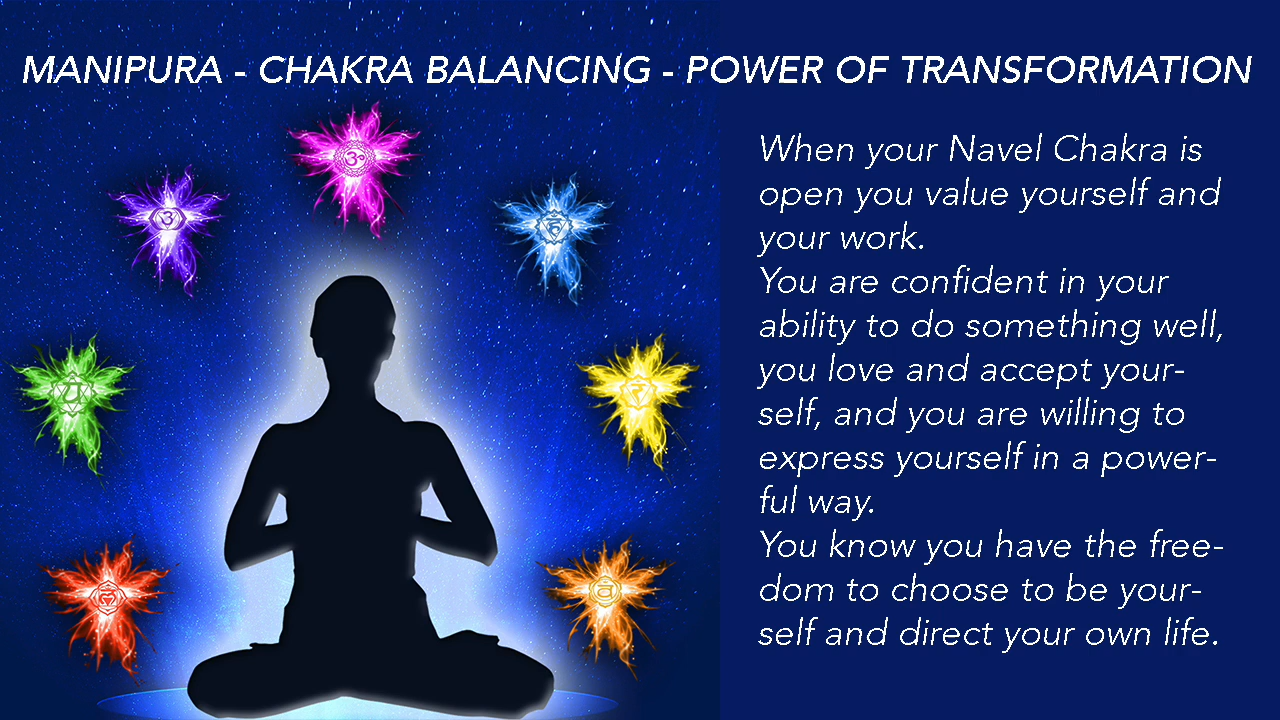 MANIPURA - CHAKRA BALANCING - POWER OF TRANSFORMATION
ॐ
When your Navel Chakra is
open you value yourself and
your work.
You are confident in your
ability to do something well,
you love and accept your-
self, and you are willing to
express yourself in a power-
ful way.
You know you have the free-
dom to choose to be your-
self and direct your own life.